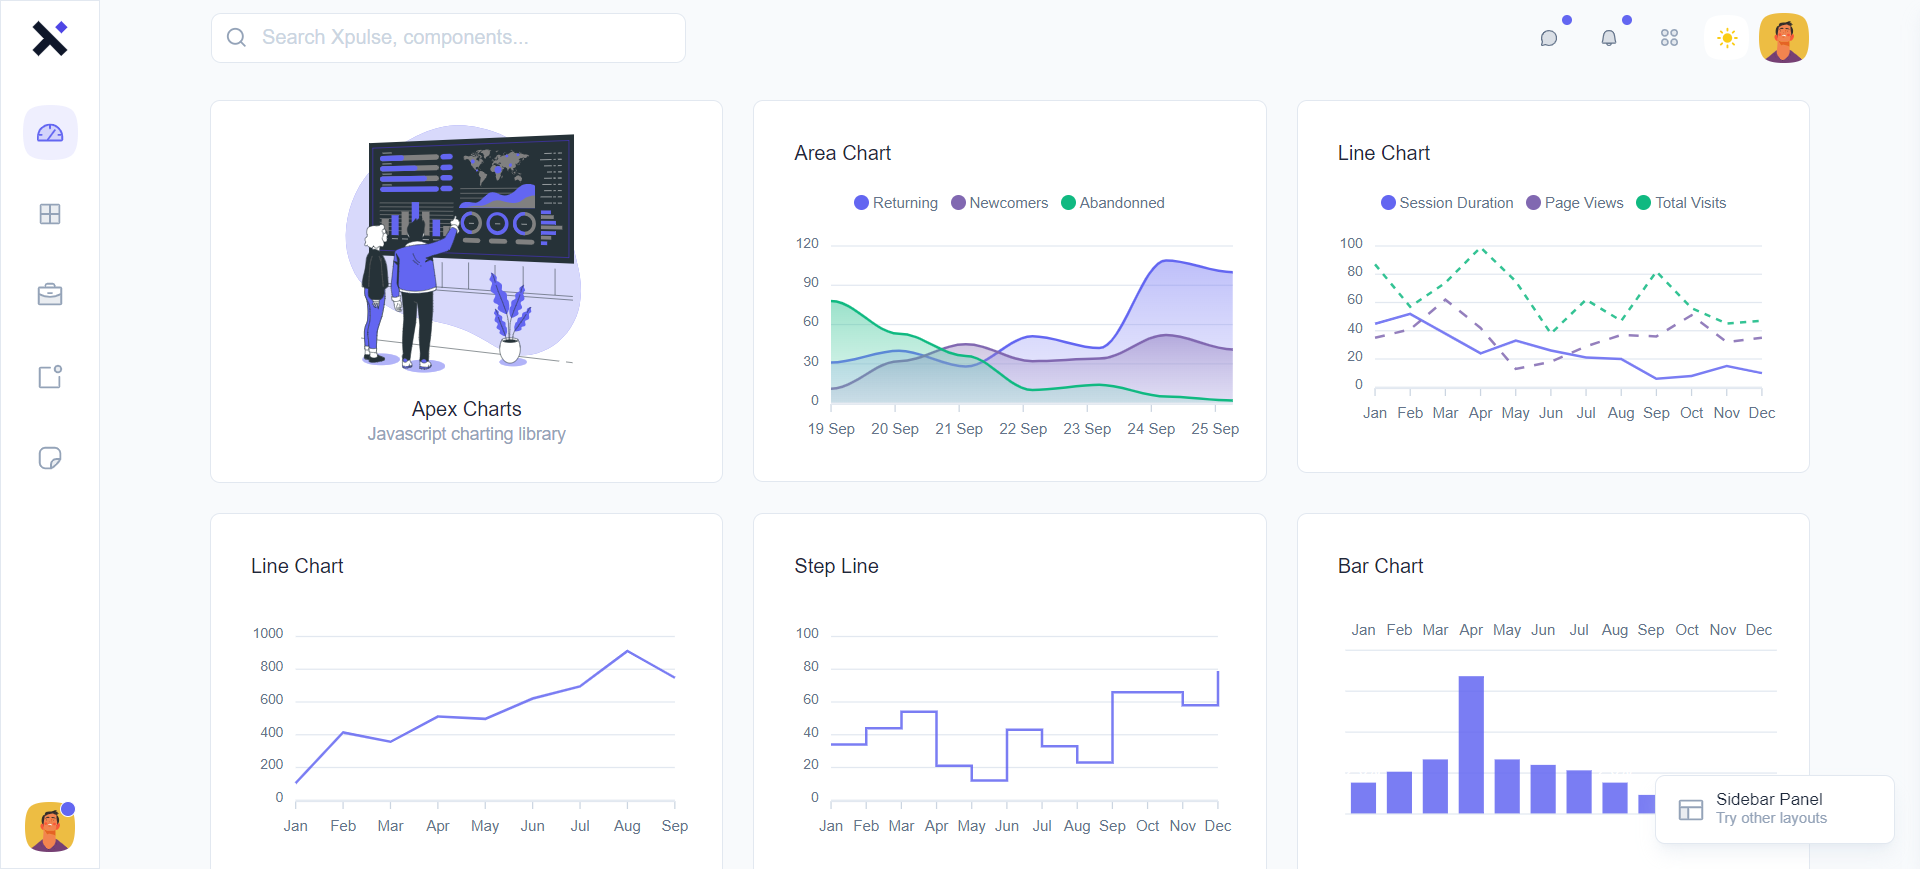 Search Xpulse, components...
Apex Charts
Javascript charting library
Area Chart
Returning Newcomers Abandonned
120
90
60
30
0
19 Sep 20 Sep 21 Sep 22 Sep 23 Sep 24 Sep 25 Sep
Line Chart
Session Duration Page Views Total Visits
100
80
60
40
20
0
Jan Feb Mar Apr May Jun Jul Aug Sep Oct Nov Dec
Line Chart
1000
800
600
400
200
0
Jan Feb Mar Apr May Jun Jul Aug Sep
Step Line
100
80
60
40
20
0
Jan Feb Mar Apr May Jun Jul Aug Sep Oct Nov Dec
Bar Chart
Jan Feb Mar Apr May Jun Jul Aug Sep Oct Nov Dec
Sidebar Panel
Try other layouts